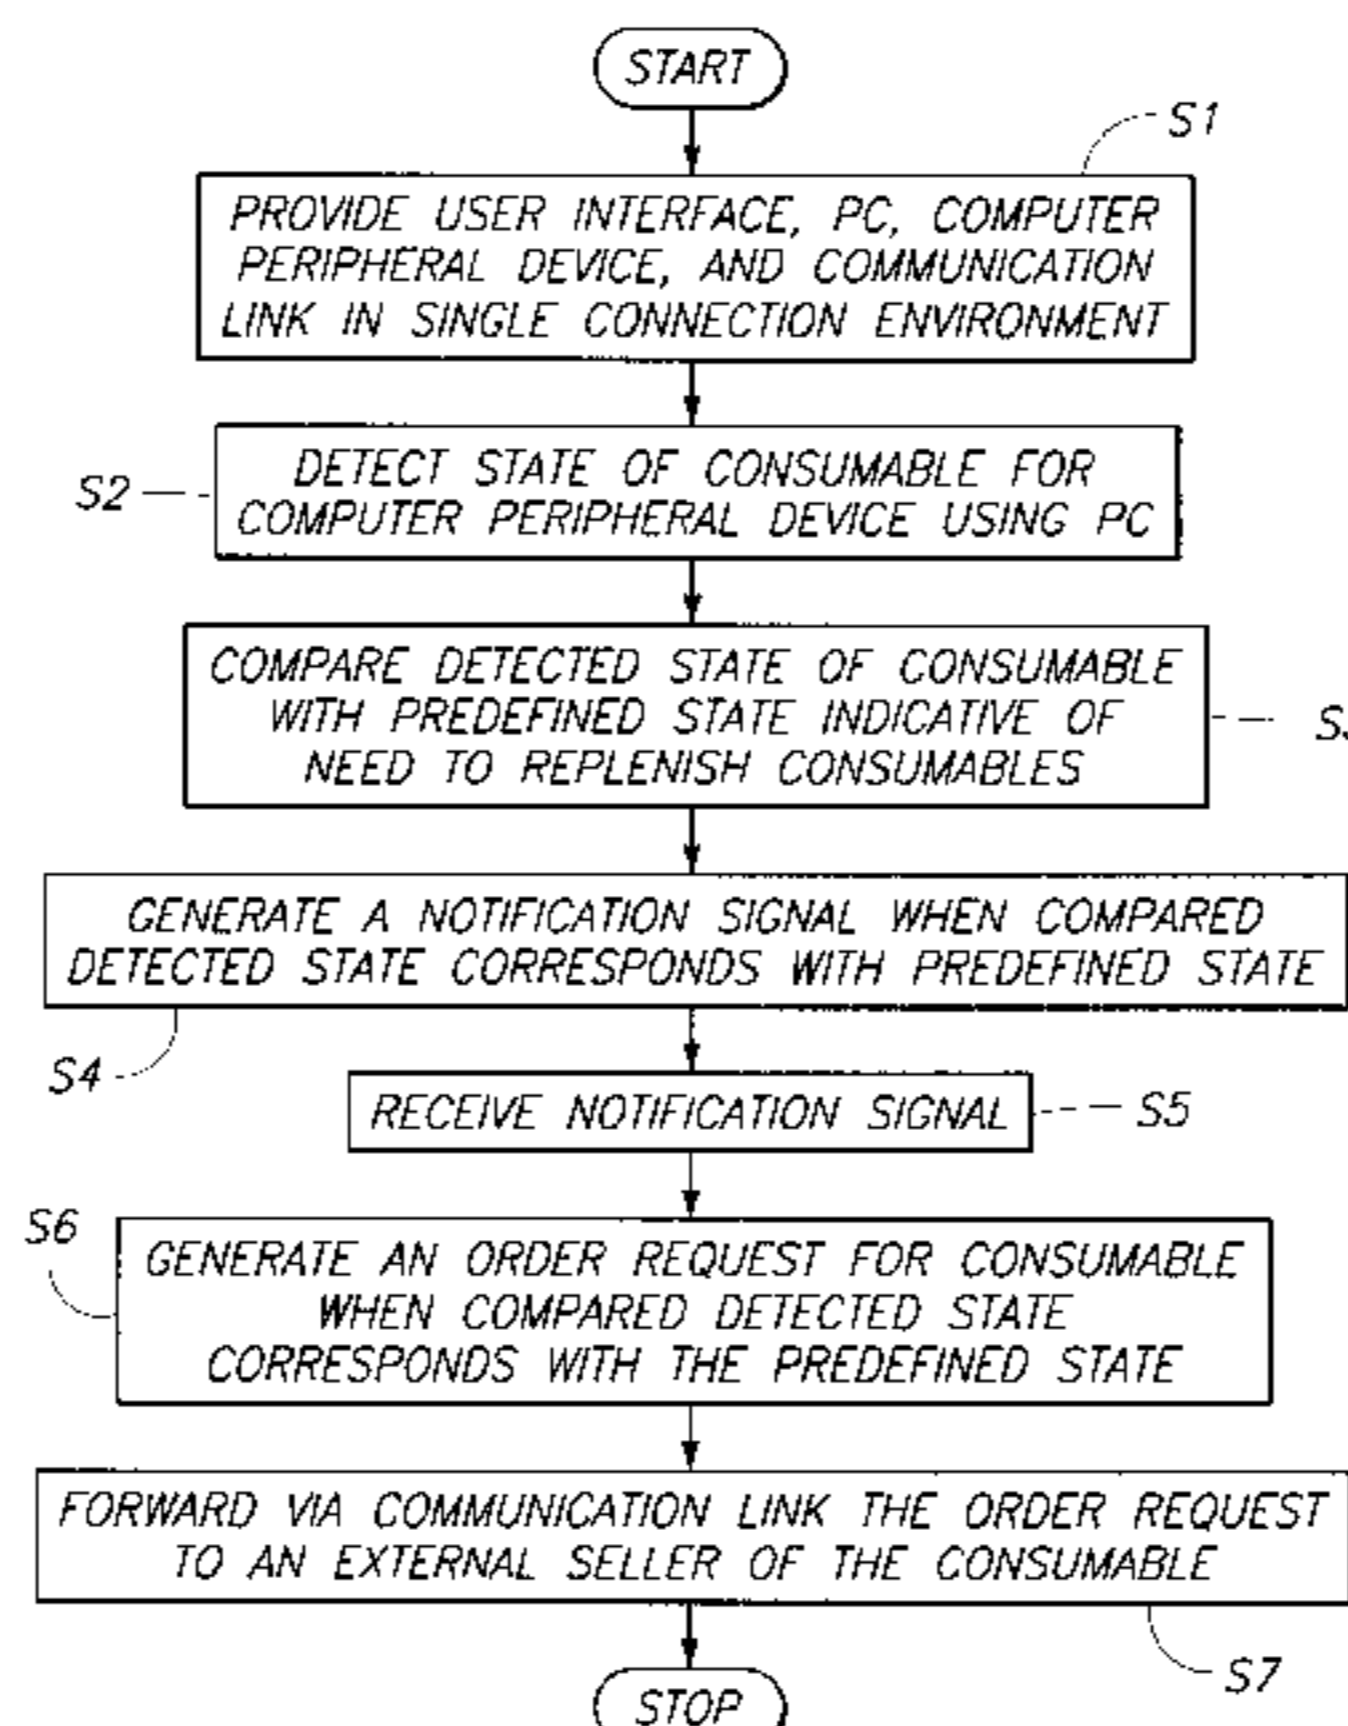 START
S1
PROVIDE USER INTERFACE, PC, COMPUTER
PERIPHERAL DEVICE, AND COMMUNICATION
LINK IN SINGLE CONNECTION ENVIRONMENT
S2
DETECT STATE OF CONSUMABLE FOR
COMPUTER PERIPHERAL DEVICE USING PC
COMPARE DETECTED STATE OF CONSUMABLE
WITH PREDEFINED STATE INDICATIVE OF
NEED TO REPLENISH CONSUMABLES
GENERATE A NOTIFICATION SIGNAL WHEN COMPARED
DETECTED STATE CORRESPONDS WITH PREDEFINED STATE
S4
RECEIVE NOTIFICATION SIGNAL
S5
S6
GENERATE AN ORDER REQUEST FOR CONSUMABLE
WHEN COMPARED DETECTED STATE
CORRESPONDS WITH THE PREDEFINED STATE
FORWARD VIA COMMUNICATION LINK THE ORDER REQUEST
TO AN EXTERNAL SELLER OF THE CONSUMABLE
S7
STOP